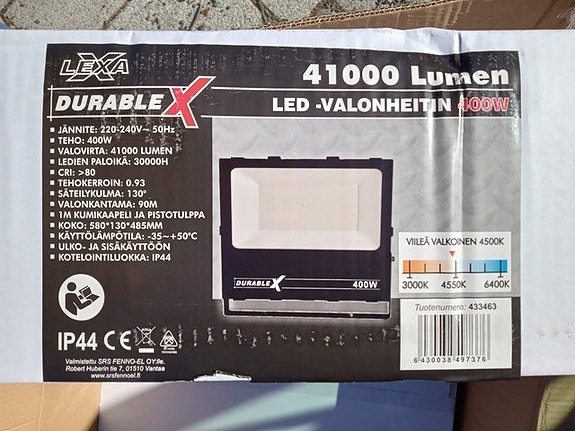 LEXA
41000 Lumen
DURABLE X
LED -VALONHEITIN 400W
JÄNNITE: 220-240V~ 50Hz
TEHO: 400W
VALOVIRTA: 41000 LUMEN
LEDIEN PALOIKÄ: 30000H
CRI: >80
TEHOKERROIN: 0.93
SÄTEILYKULMA: 130°
VALONKANTAMA: 90M
1M KUMIKAAPELI JA PISTOTULPPA
KOKO: 580*130*485MM
KÄYTTÖLÄMPÖTILA: -35~+50°C
ULKO- JA SISÄKÄYTTÖÖN
KOTELOINTILUOKKA: IP44
DURABLE X
400W
VIILEÄ VALKOINEN 4500K
3000K 4550K 6400K
Tuotenumero: 433463
6 430038 497376
IP44 CE
Valmistettu SRS FENNO-EL OY:lle.
Robert Huberin tie 7, 01510 Vantaa
www.srsfennoel.fi